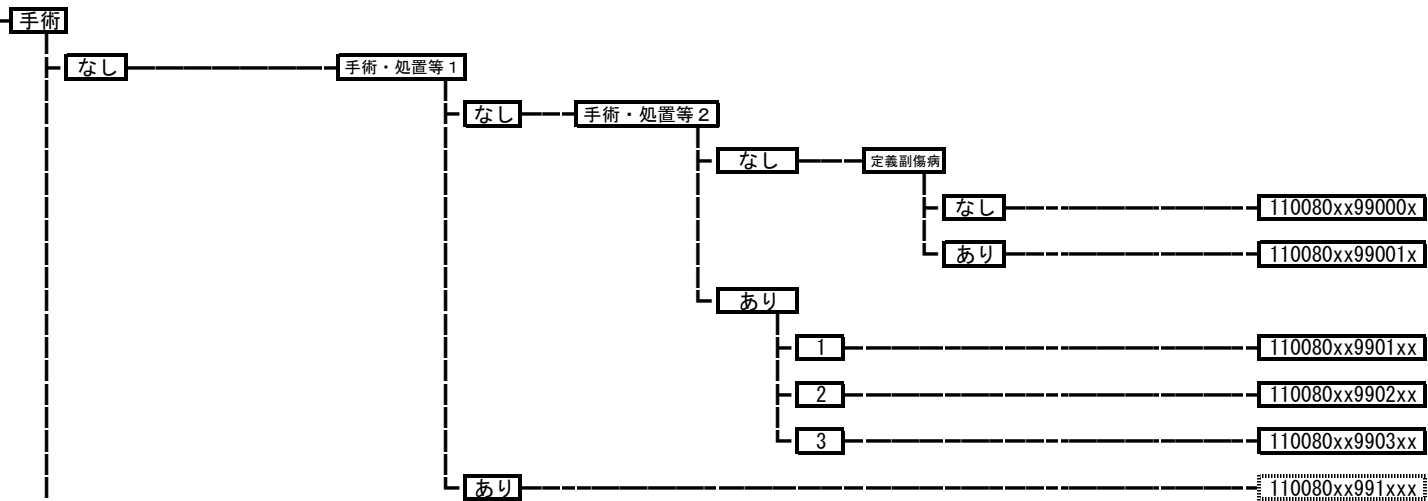 手術
なし 手術・処置等１
なし 手術・処置等２
なし 定義副傷病
なし 110080xx99000x
あり 110080xx99001x
あり
1 110080xx9901xx
2 110080xx9902xx
3 110080xx9903xx
あり 110080xx991xxx